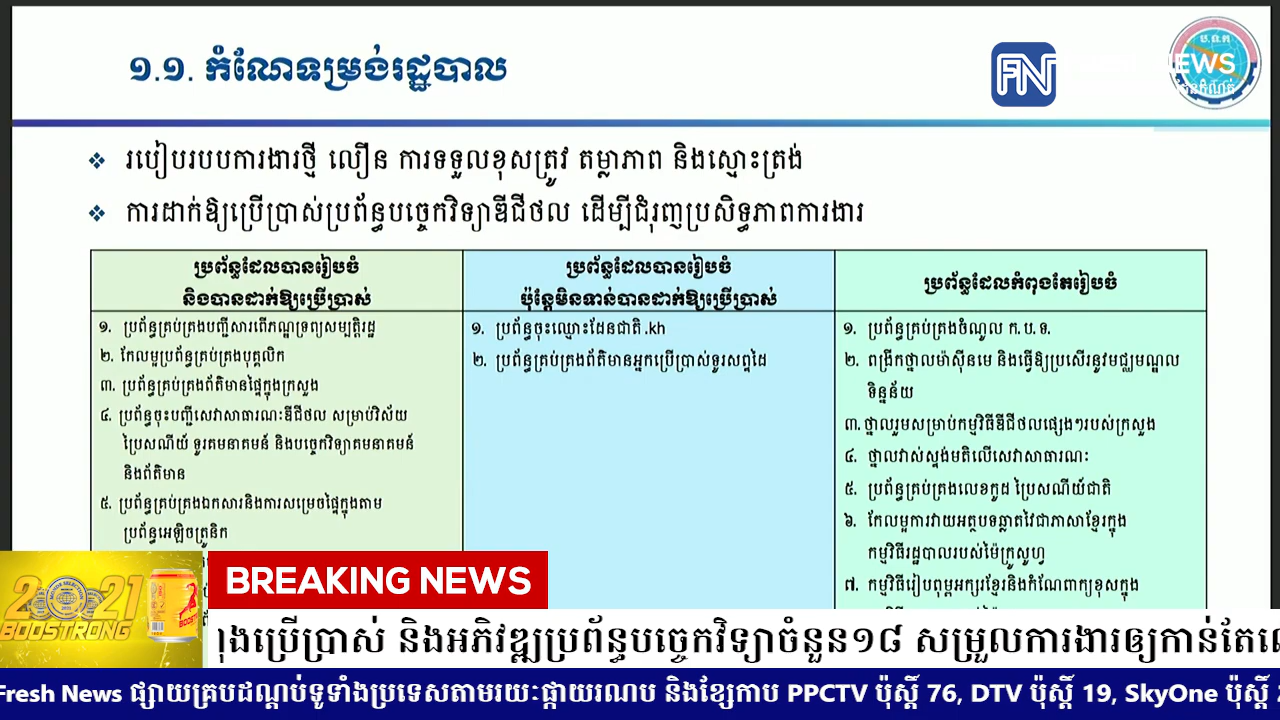 ១.១. កំណែទម្រង់រដ្ឋបាល
FN
NEWS
ប.ន.ត
❖ របៀបរបបការងារថ្មី លឿន ការទទួលខុសត្រូវ តម្លាភាព និងស្មោះត្រង់
❖ ការដាក់ឱ្យប្រើប្រាស់ប្រព័ន្ធបច្ចេកវិទ្យាឌីជីថល ដើម្បីជំរុញប្រសិទ្ធភាពការងារ
ប្រព័ន្ធដែលបានរៀបចំ
និងបានដាក់ឱ្យប្រើប្រាស់
១. ប្រព័ន្ធគ្រប់គ្រងបញ្ជីសារពើភណ្ឌទ្រព្យសម្បត្តិរដ្ឋ
២. កែលម្អប្រព័ន្ធគ្រប់គ្រងបុគ្គលិក
៣. ប្រព័ន្ធគ្រប់គ្រងព័ត៌មានផ្ទៃក្នុងក្រសួង
៤. ប្រព័ន្ធចុះបញ្ជីសេវាសាធារណៈឌីជីថល សម្រាប់វិស័យ
ប្រៃសណីយ៍ ទូរគមនាគមន៍ និងបច្ចេកវិទ្យាគមនាគមន៍
និងព័ត៌មាន
៥. ប្រព័ន្ធគ្រប់គ្រងឯកសារនិងការសម្រេចផ្ទៃក្នុងតាម
ប្រព័ន្ធអេឡិចត្រូនិក
ប្រព័ន្ធដែលបានរៀបចំ
ប៉ុន្តែមិនទាន់បានដាក់ឱ្យប្រើប្រាស់
១. ប្រព័ន្ធចុះឈ្មោះដែនជាតិ .kh
២. ប្រព័ន្ធគ្រប់គ្រងព័ត៌មានអ្នកប្រើប្រាស់ទូរសព្ទដៃ
ប្រព័ន្ធដែលកំពុងតែរៀបចំ
១. ប្រព័ន្ធគ្រប់គ្រងចំណូល ក.ប.ទ.
២. ពង្រីកថ្នាលម៉ាស៊ីនមេ និងធ្វើឱ្យប្រសើរនូវមជ្ឈមណ្ឌល
ទិន្នន័យ
៣. ថ្នាលរួមសម្រាប់កម្មវិធីឌីជីថលផ្សេងៗរបស់ក្រសួង
៤. ថ្នាលវាស់ស្ទង់មតិលើសេវាសាធារណៈ
៥. ប្រព័ន្ធគ្រប់គ្រងលេខកូដ ប្រៃសណីយ៍ជាតិ
៦. កែលម្អការវាយអត្ថបទឆ្លាតវៃជាភាសាខ្មែរក្នុង
កម្មវិធីរដ្ឋបាលរបស់ម៉ៃក្រូសូហ្វ
៧. កម្មវិធីរៀបពុម្ពអក្សរខ្មែរនិងកំណែពាក្យខុសក្នុង
2021
BOOSTRONG
BREAKING NEWS
ប្រើប្រាស់ និងអភិវឌ្ឍប្រព័ន្ធបច្ចេកវិទ្យាចំនួន១៨ សម្រួលការងារឲ្យកាន់តែ
Fresh News ផ្សាយគ្របដណ្តប់ទូទាំងប្រទេសតាមរយៈផ្កាយរណប និងខ្សែកាប PPCTV ប៉ុស្តិ៍ 76, DTV ប៉ុស្តិ៍ 19, SkyOne ប៉ុស្តិ៍